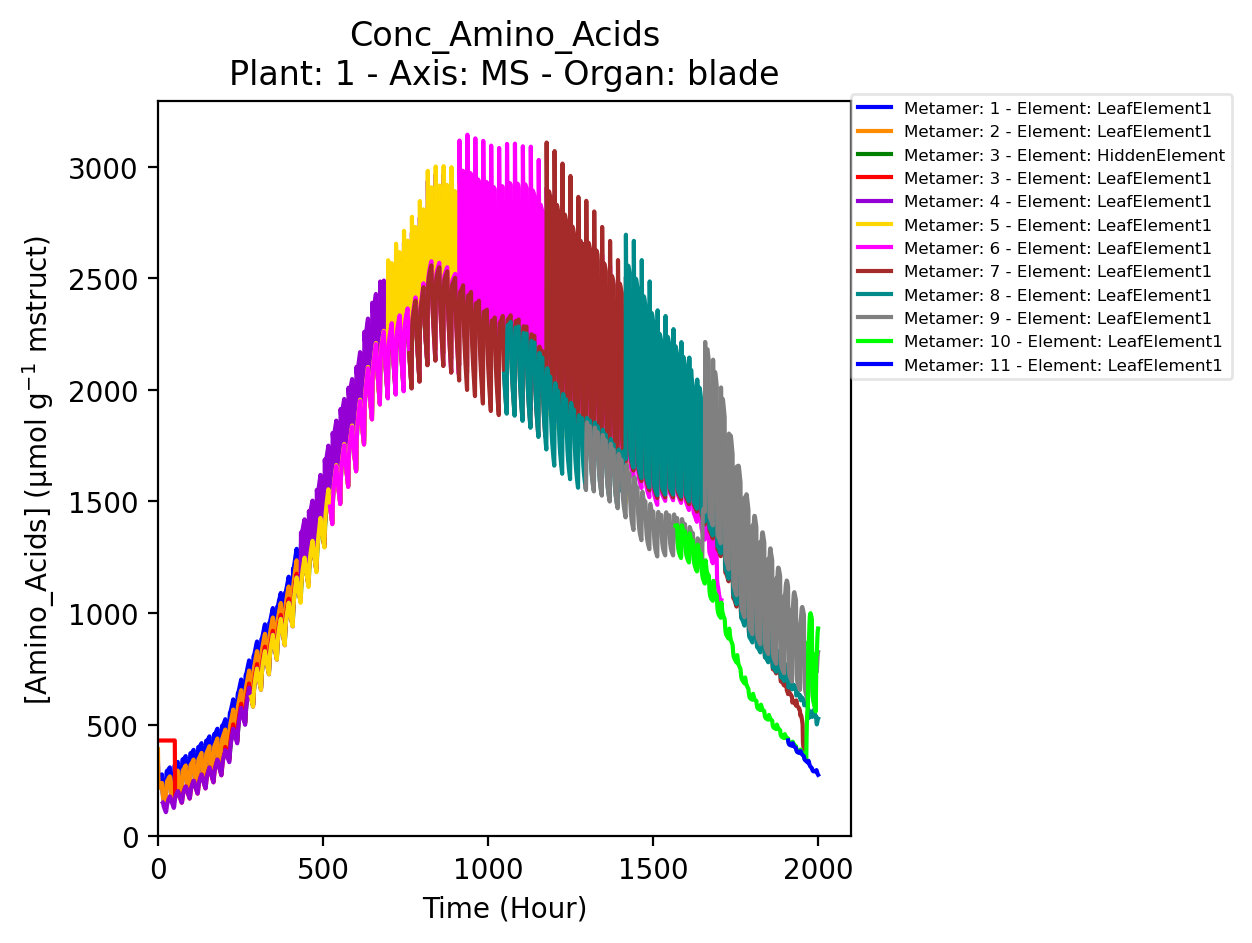 Conc_Amino_Acids
Plant: 1 - Axis: MS - Organ: blade
[Amino_Acids] (µmol g⁻¹ mstruct)
3000
2500
2000
1500
1000
500
0
0 500 1000 1500 2000
Time (Hour)
Metamer: 1 - Element: LeafElement1
Metamer: 2 - Element: LeafElement1
Metamer: 3 - Element: HiddenElement
Metamer: 3 - Element: LeafElement1
Metamer: 4 - Element: LeafElement1
Metamer: 5 - Element: LeafElement1
Metamer: 6 - Element: LeafElement1
Metamer: 7 - Element: LeafElement1
Metamer: 8 - Element: LeafElement1
Metamer: 9 - Element: LeafElement1
Metamer: 10 - Element: LeafElement1
Metamer: 11 - Element: LeafElement1